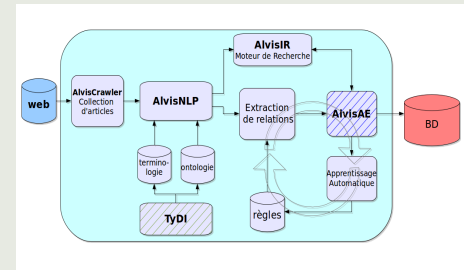 AlvisIR
Moteur de Recherche
web
AlvisCrawler
Collection
d'articles
AlvisNLP
Extraction
de relations
AlvisAE
BD
termino-
logie
ontologie
Apprentissage
Automatique
TyDI
règles